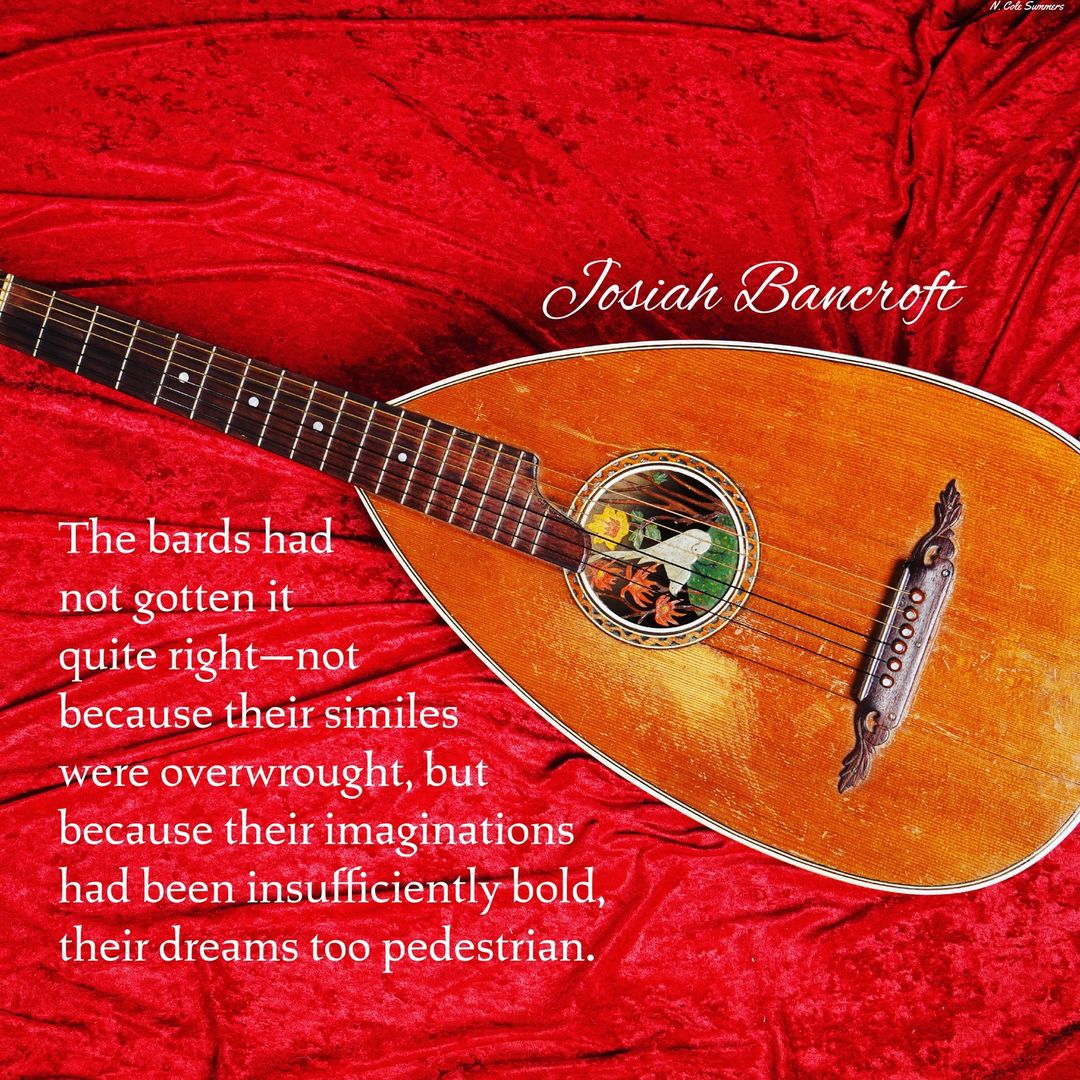 N. Cole Summers
Josiah Bancroft
The bards had
not gotten it
quite right—not
because their similes
were overwrought, but
because their imaginations
had been insufficiently bold,
their dreams too pedestrian.